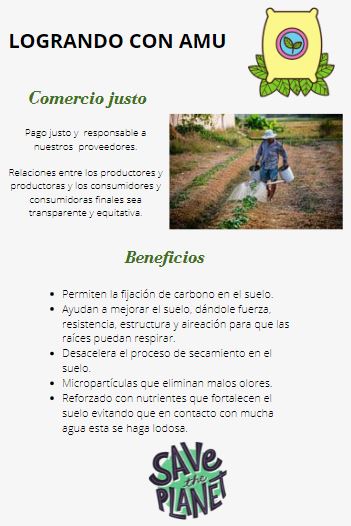 LOGRANDO CON AMU
Comercio justo
Pago justo y responsable a
nuestros proveedores.
Relaciones entre los productores y
productoras y los consumidores y
consumidoras finales sea
transparente y equitativa.
Beneficios
• Permiten la fijación de carbono en el suelo.
• Ayudan a mejorar el suelo, dándole fuerza,
resistencia, estructura y aireación para que las
raíces puedan respirar.
• Desacelera el proceso de secamiento en el
suelo.
• Micropartículas que eliminan malos olores.
• Reforzado con nutrientes que fortalecen el
suelo evitando que en contacto con mucha
agua esta se haga lodosa.
SAVE
the
PLANET